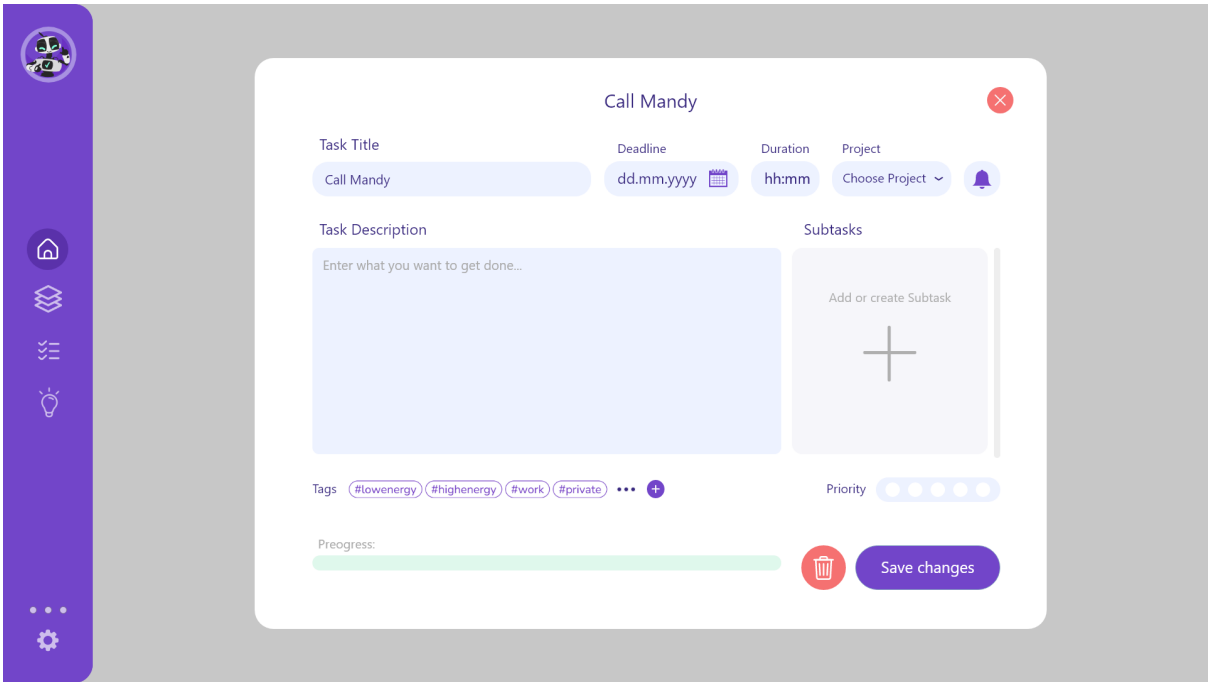 Call Mandy
Task Title
Deadline
Duration
Project
Call Mandy
dd.mm.yyyy
hh:mm
Choose Project
Task Description
Subtasks
Enter what you want to get done...
Add or create Subtask
Tags
#lowenergy
#highenergy
#work
#private
Priority
Preogress:
Save changes